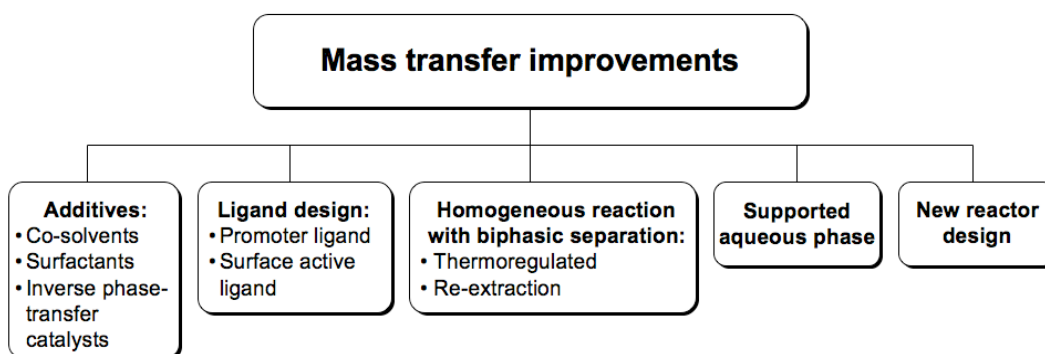 Mass transfer improvements
Additives:
• Co-solvents
• Surfactants
• Inverse phase-
transfer
catalysts
Ligand design:
• Promoter ligand
• Surface active
ligand
Homogeneous reaction
with biphasic separation:
• Thermoregulated
• Re-extraction
Supported
aqueous phase
New reactor
design